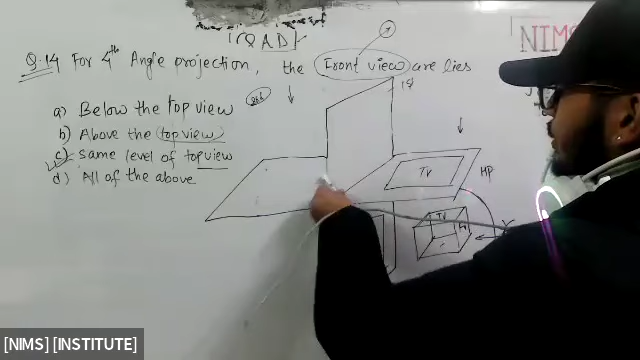 [QAD]
NIMS
Q.14 For 4th Angle projection, the Front view are lies
a) Below the top view
b) Above the top view
c) Same level of top view
d) All of the above
TV
HP
TV
[NIMS] [INSTITUTE]